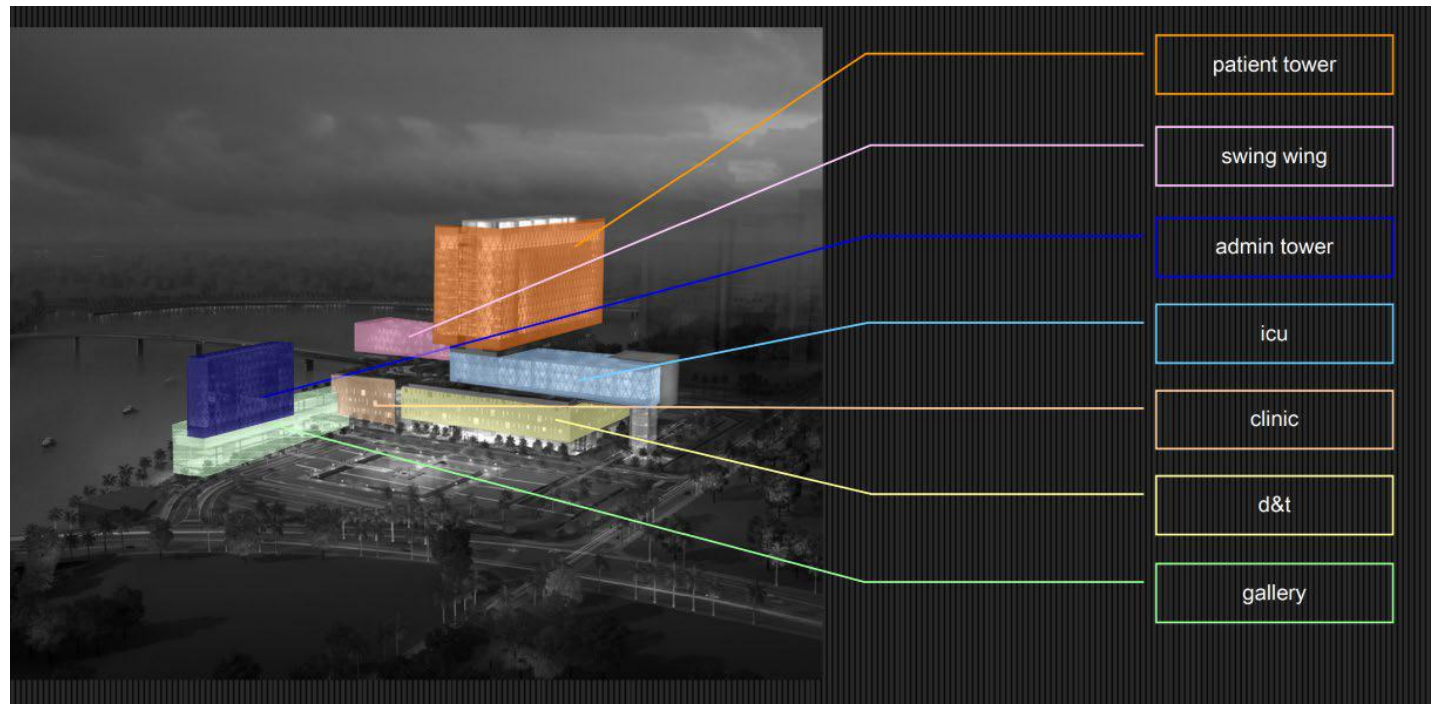 patient tower
swing wing
admin tower
icu
clinic
d&t
gallery